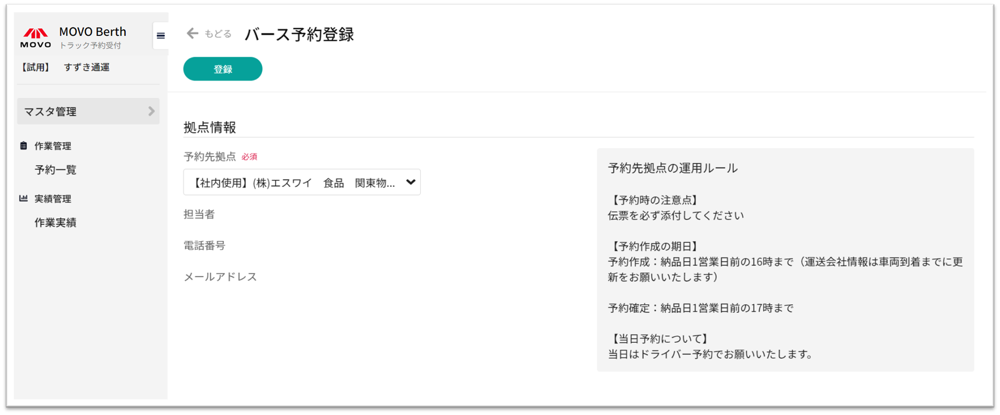 MOVO
MOVO Berth
トラック予約受付
【試用】　すずき通運
マスタ管理
作業管理
予約一覧
実績管理
作業実績
もどる
バース予約登録
登録
拠点情報
予約先拠点 必須
【社内使用】(株)エスワイ　食品　関東物...
担当者
電話番号
メールアドレス
予約先拠点の運用ルール
【予約時の注意点】
伝票を必ず添付してください
【予約作成の期日】
予約作成：納品日1営業日前の16時まで（運送会社情報は車両到着までに更
新をお願いいたします）
予約確定：納品日1営業日前の17時まで
【当日予約について】
当日はドライバー予約でお願いいたします。